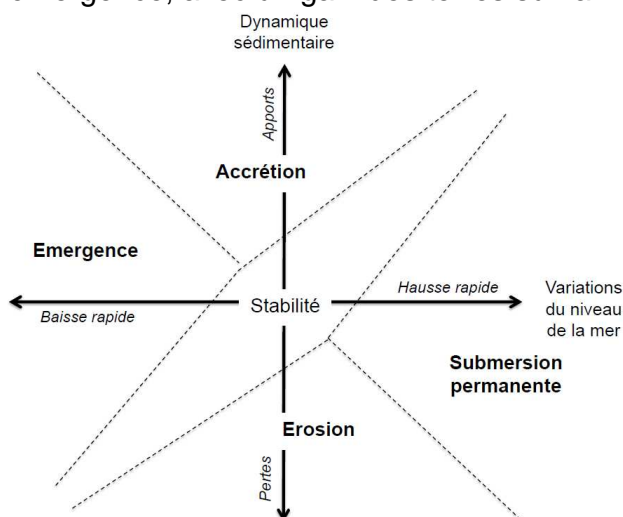 Dynamique
sédimentaire
Apports
Accrétion
Emergence
Hausse rapide
Variations
du niveau
de la mer
Stabilité
Baisse rapide
Submersion
permanente
Erosion
Pertes